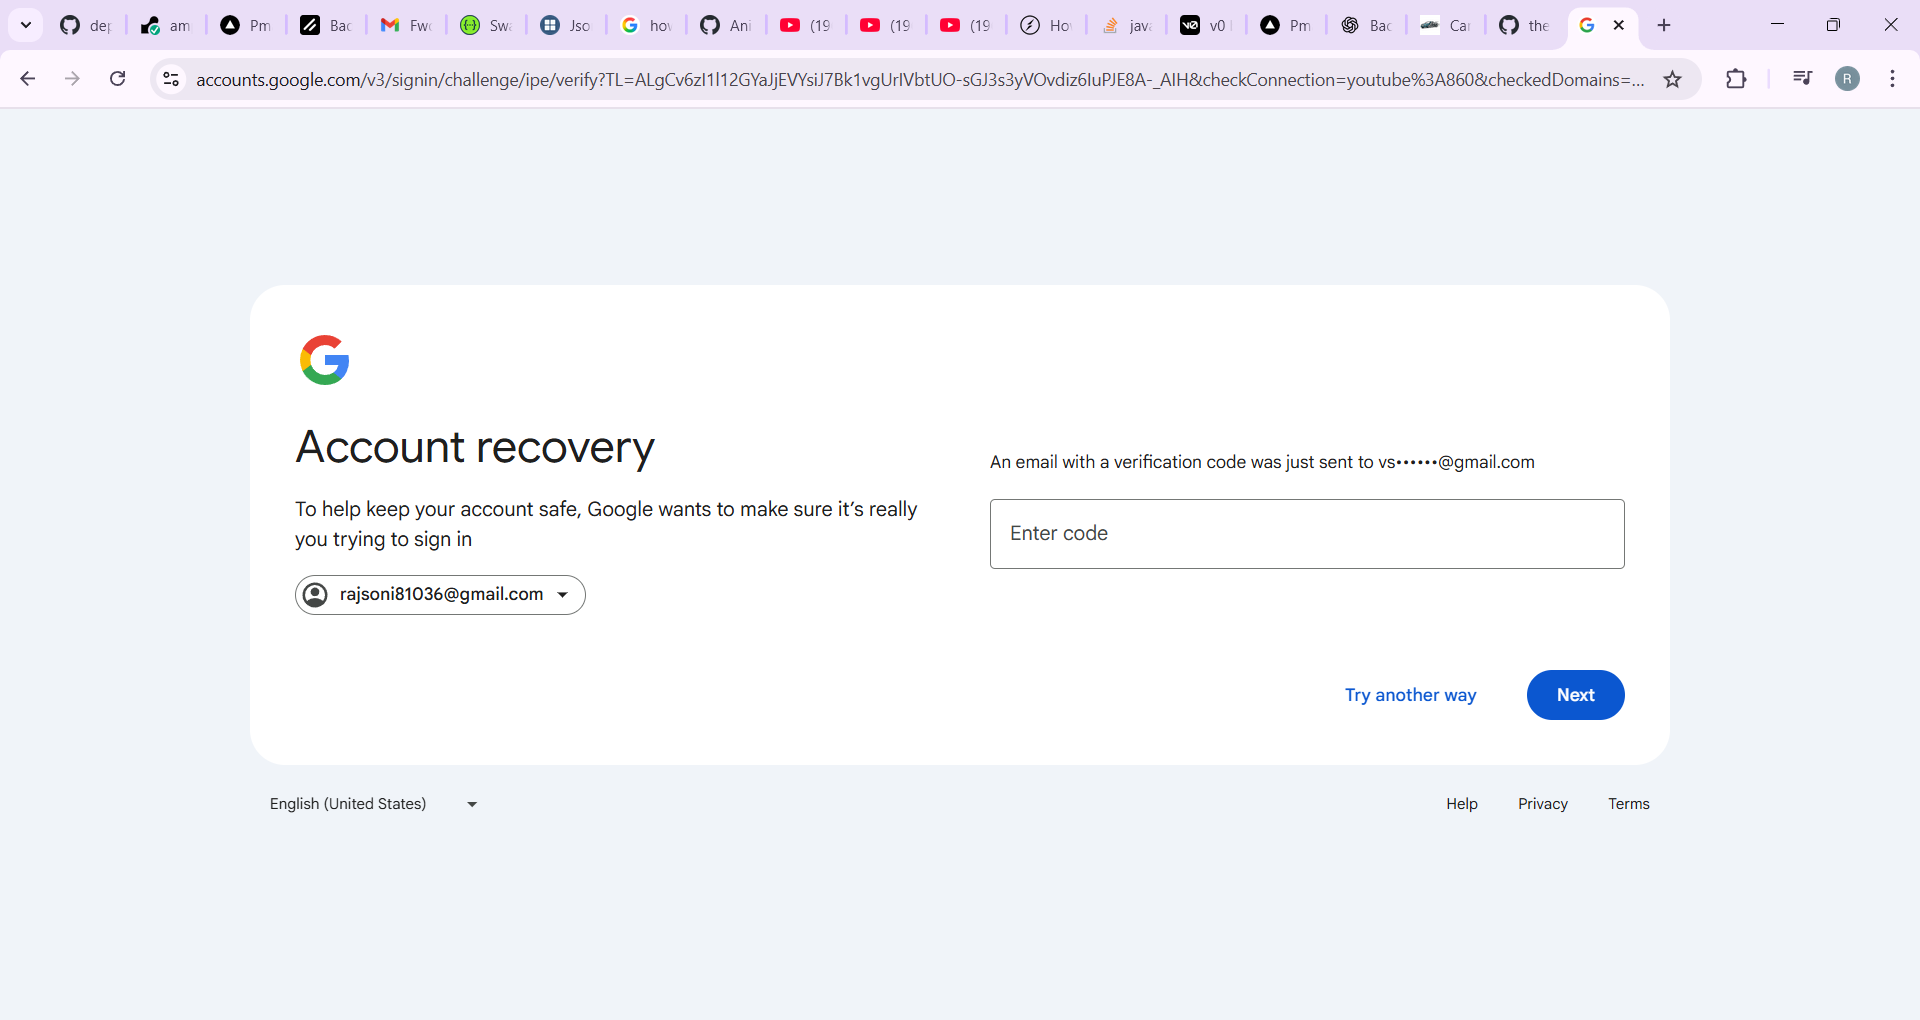 dep
am
Pm
Bac
Fwd
Swa
Jso
how
Ani
(19
(19
(19
How
java
v0
Pm
Bac
Car
the
accounts.google.com/v3/signin/challenge/ipe/verify?TL=ALgCv6zI1l12GYaJjEVYsiJ7Bk1vgUrIVbtUO-sGJ3s3yVOvdiz6IuPJE8A-_AIH&checkConnection=youtube%3A860&checkedDomains=...
R
Account recovery
To help keep your account safe, Google wants to make sure it’s really
you trying to sign in
rajsoni81036@gmail.com
An email with a verification code was just sent to vs••••••@gmail.com
Enter code
Try another way
Next
English (United States)
Help
Privacy
Terms